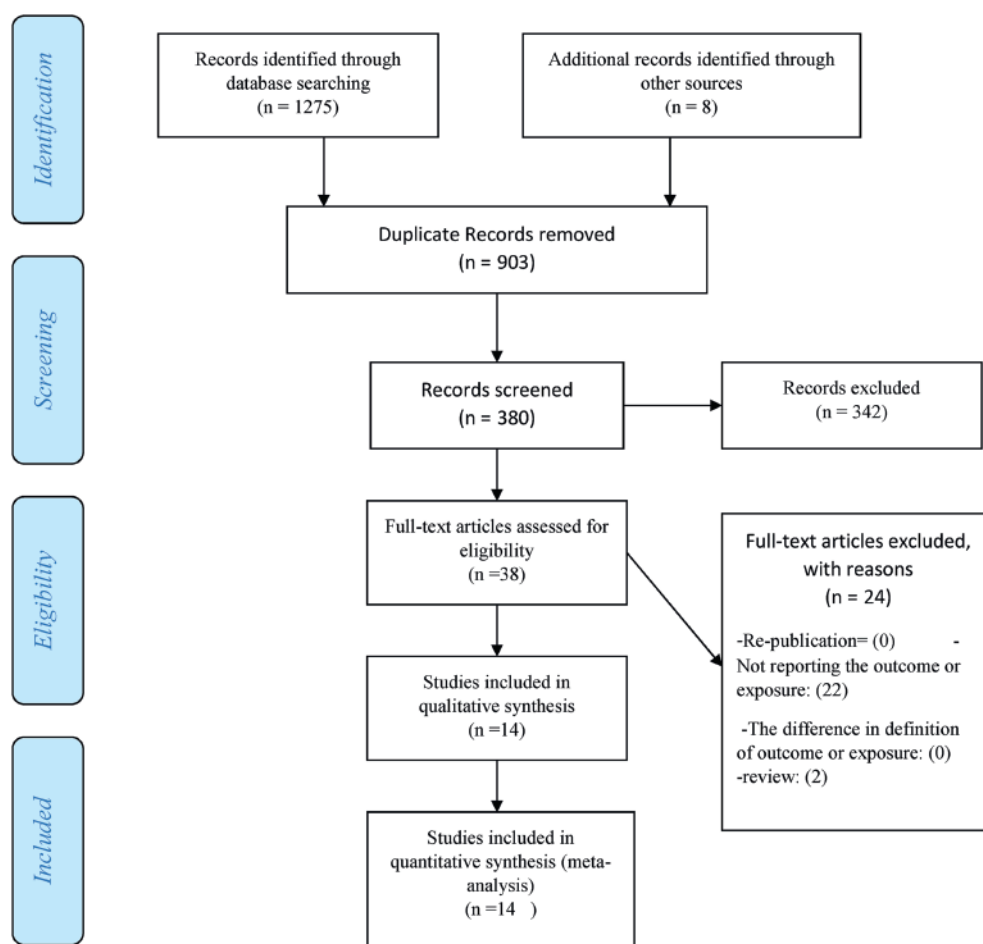 Identification
Records identified through
database searching
(n = 1275)
Additional records identified through
other sources
(n = 8)
Duplicate Records removed
(n = 903)
Screening
Records screened
(n = 380)
Records excluded
(n = 342)
Eligibility
Full-text articles assessed for
eligibility
(n =38)
Full-text articles excluded,
with reasons
(n = 24)
-Re-publication= (0) -
Not reporting the outcome or
exposure: (22)
-The difference in definition
of outcome or exposure: (0)
-review: (2)
Studies included in
qualitative synthesis
(n =14)
Included
Studies included in
quantitative synthesis (meta-
analysis)
(n =14 )